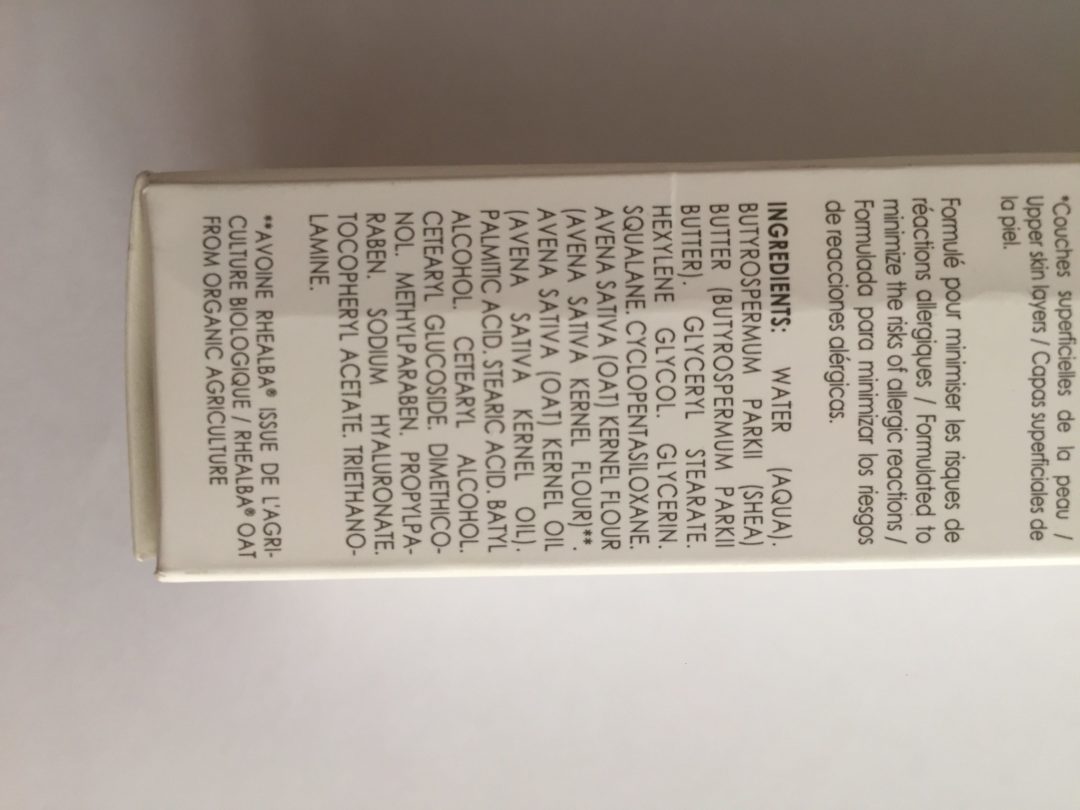 *Couches superficielles de la peau /
Upper skin layers / Capas superficiales de
la piel.
Formulé pour minimiser les risques de
réactions allergiques / Formulated to
minimize the risks of allergic reactions /
Formulada para minimizar los riesgos
de reacciones alérgicas.
INGREDIENTS: WATER (AQUA).
BUTYROSPERMUM PARKII (SHEA)
BUTTER (BUTYROSPERMUM PARKII
BUTTER). GLYCERYL STEARATE.
HEXYLENE GLYCOL. GLYCERIN.
SQUALANE. CYCLOPENTASILOXANE.
AVENA SATIVA (OAT) KERNEL FLOUR
(AVENA SATIVA KERNEL FLOUR)**.
AVENA SATIVA (OAT) KERNEL OIL
(AVENA SATIVA KERNEL OIL).
PALMITIC ACID. STEARIC ACID. BATYL
ALCOHOL. CETEARYL ALCOHOL.
CETEARYL GLUCOSIDE. DIMETHICO-
NOL. METHYLPARABEN. PROPYLPA-
RABEN. SODIUM HYALURONATE.
TOCOPHERYL ACETATE. TRIETHANO-
LAMINE.
**AVOINE RHEALBA® ISSUE DE L'AGRI-
CULTURE BIOLOGIQUE / RHEALBA® OAT
FROM ORGANIC AGRICULTURE